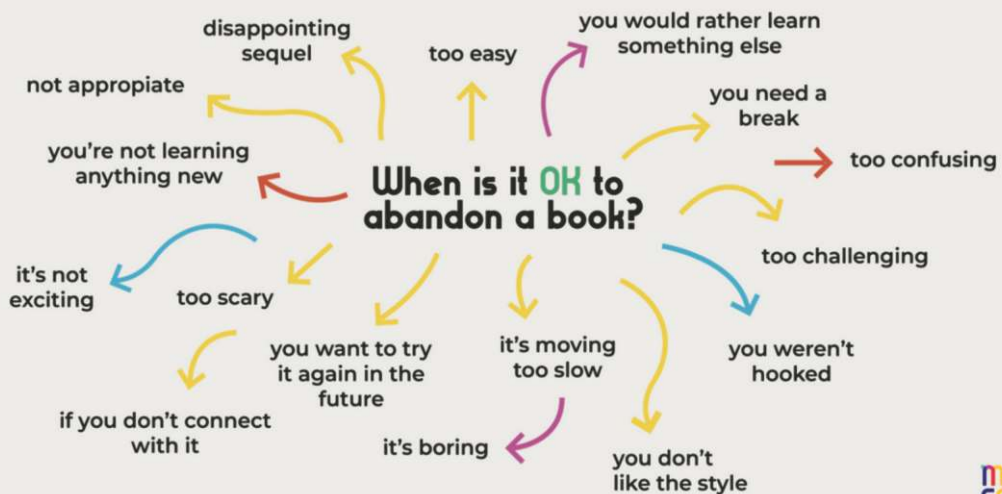 you would rather learn
something else
disappointing
sequel
too easy
not appropiate
you need a
break
you're not learning
anything new
too confusing
When is it OK to
abandon a book?
it's not
exciting
too scary
too challenging
you want to try
it again in the
future
it's moving
too slow
you weren't
hooked
if you don't connect
with it
it's boring
you don't
like the style